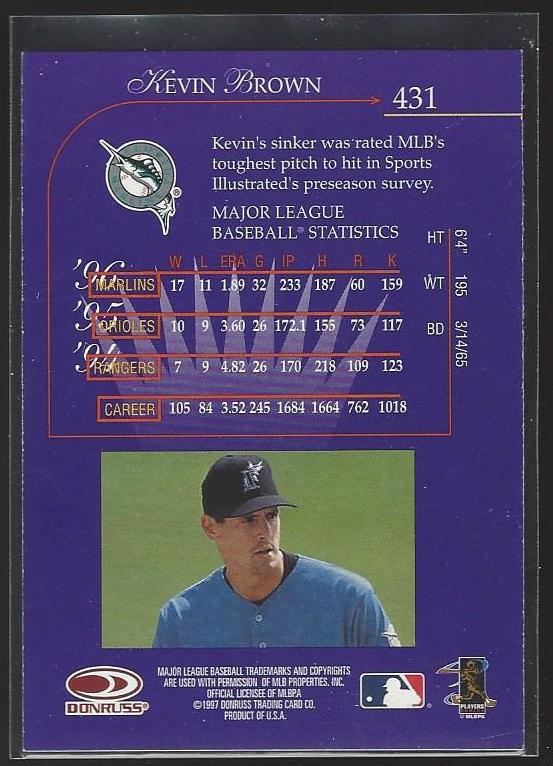 KEVIN BROWN
431
Kevin's sinker was rated MLB's
toughest pitch to hit in Sports
Illustrated's preseason survey.
MAJOR LEAGUE
BASEBALL® STATISTICS
HT 6'4"
WT 195
BD 3/14/65
W L ERA G IP H R K
'96 MARLINS 17 11 1.89 32 233 187 60 159
'95 ORIOLES 10 9 3.60 26 172.1 155 73 117
'94 RANGERS 7 9 4.82 26 170 218 109 123
CAREER 105 84 3.52 245 1684 1664 762 1018
DONRUSS®
MAJOR LEAGUE BASEBALL TRADEMARKS AND COPYRIGHTS
ARE USED WITH PERMISSION OF MLB PROPERTIES, INC.
OFFICIAL LICENSEE OF MLBPA
©1997 DONRUSS TRADING CARD CO.
PRODUCT OF U.S.A.
PLAYERS
© MLBPA